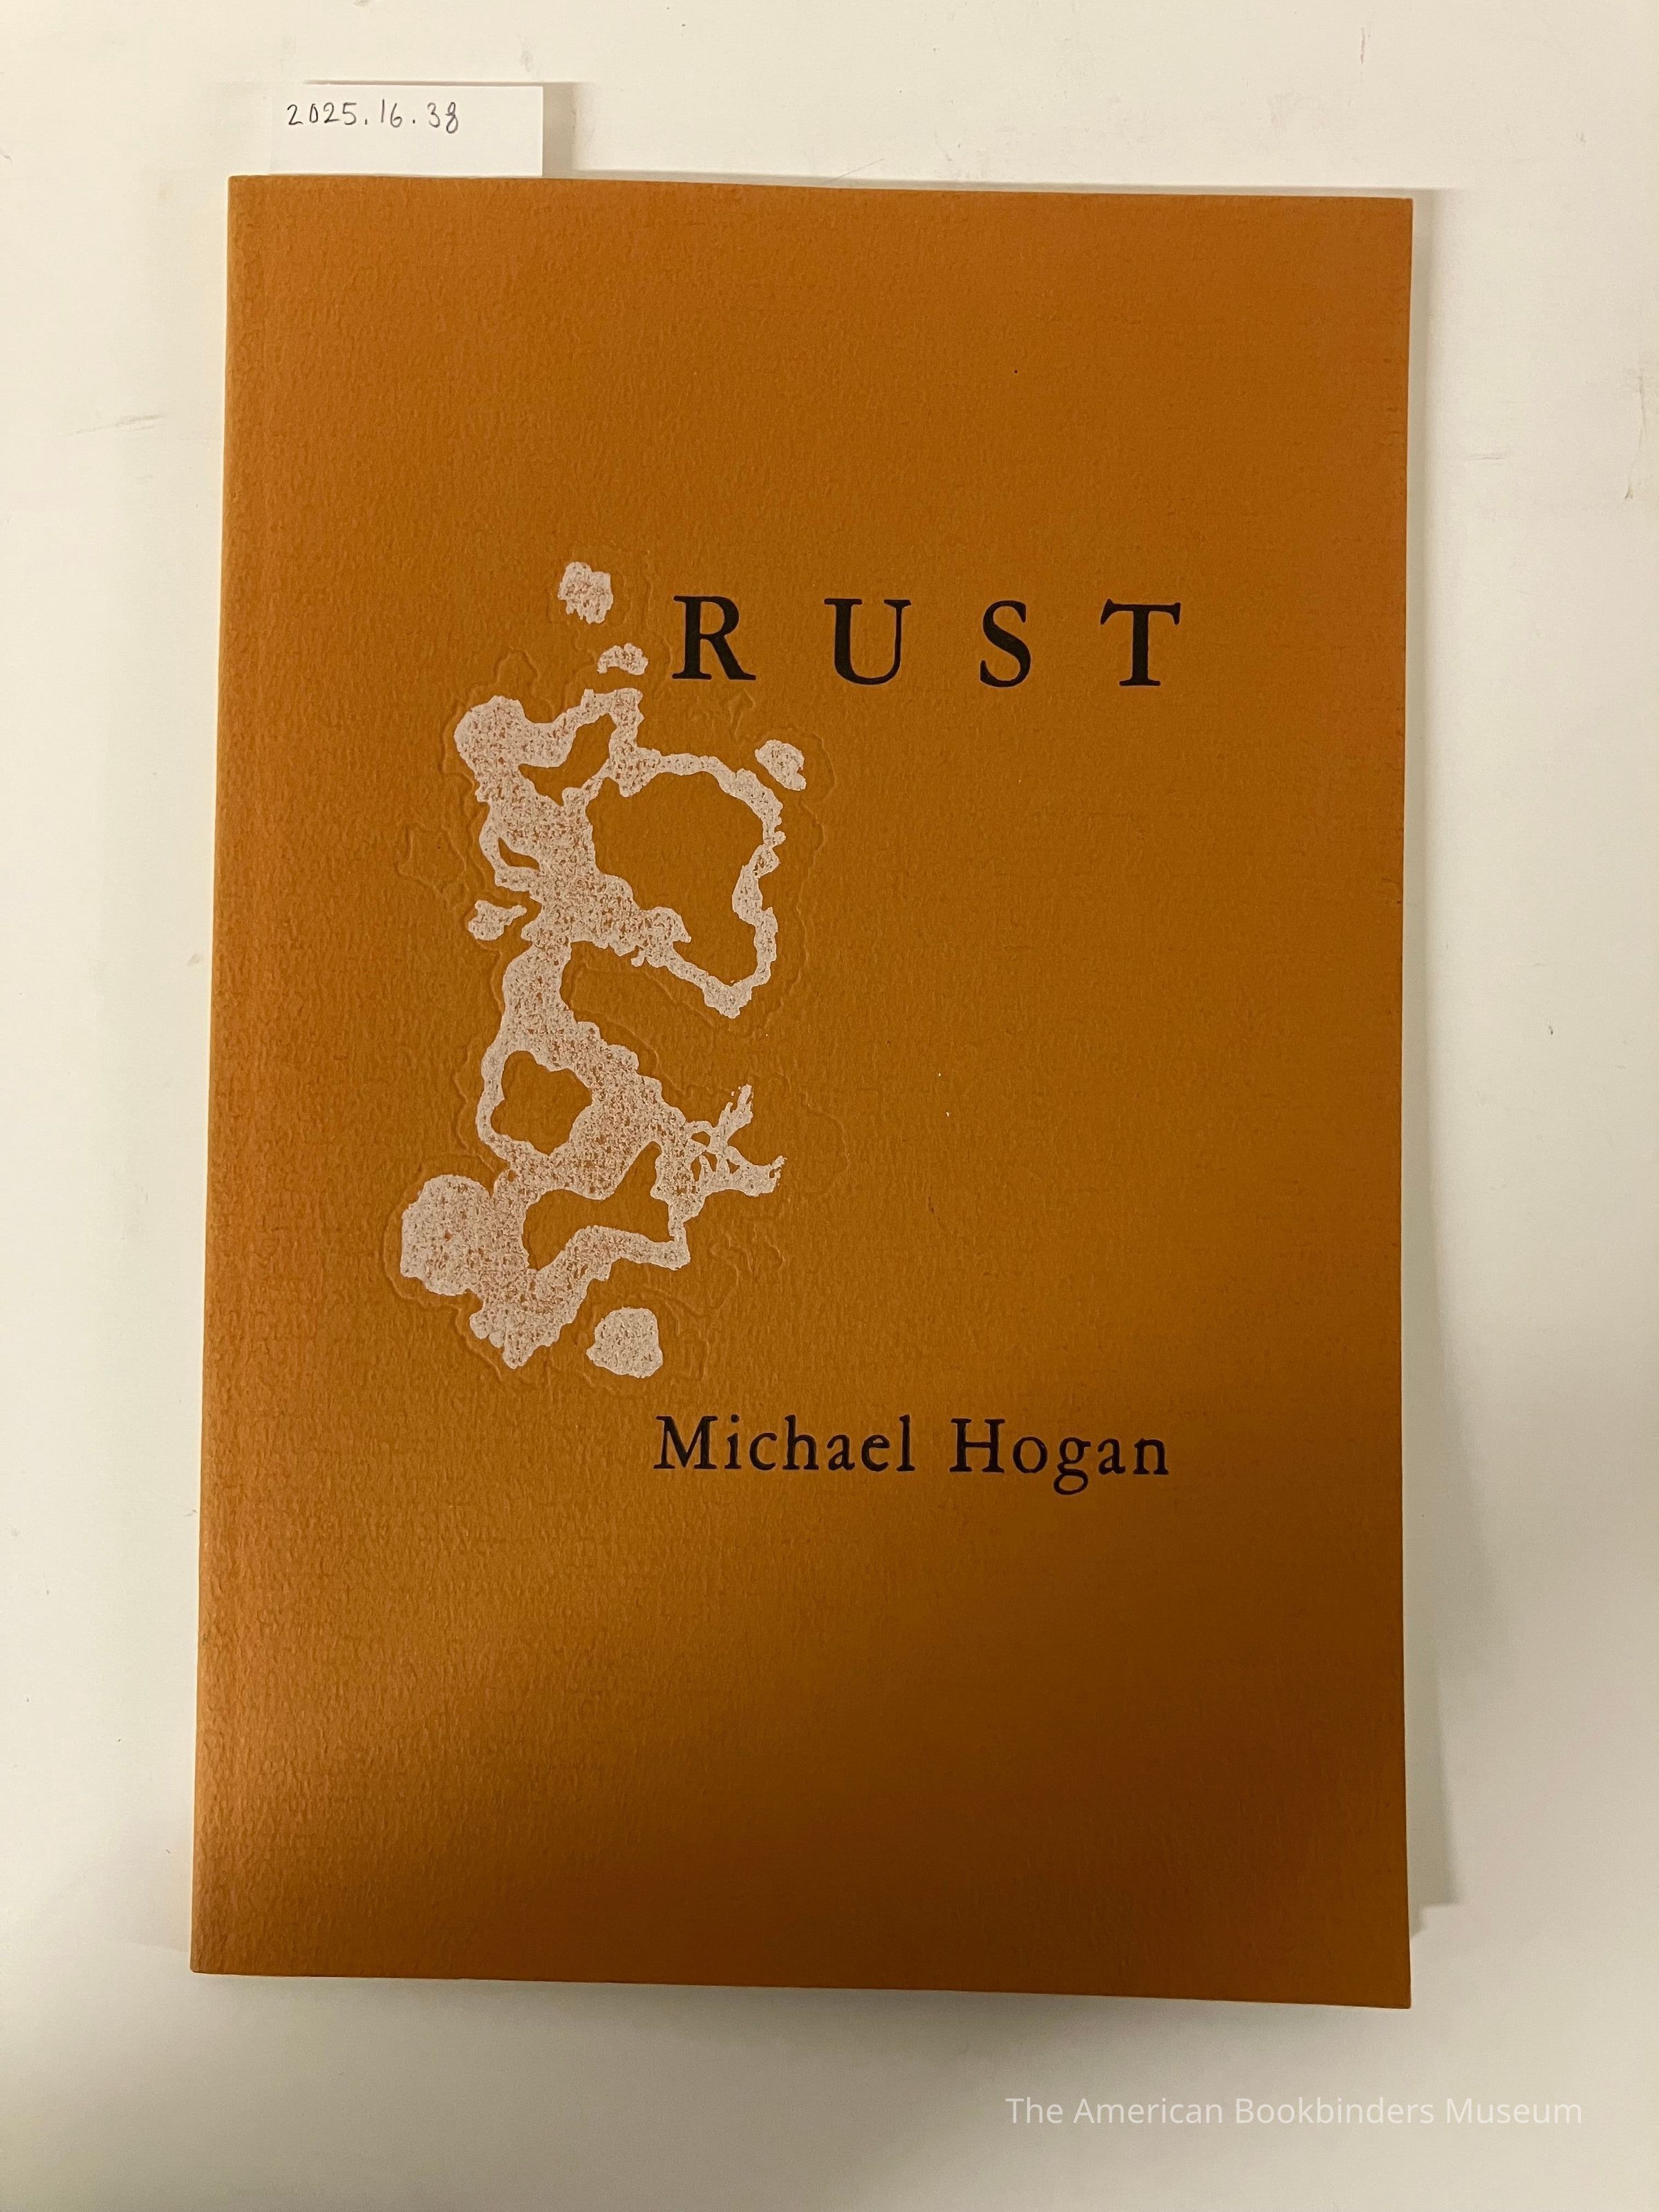 2025.16.38
RUST
Michael Hogan
The American Bookbinders Museum